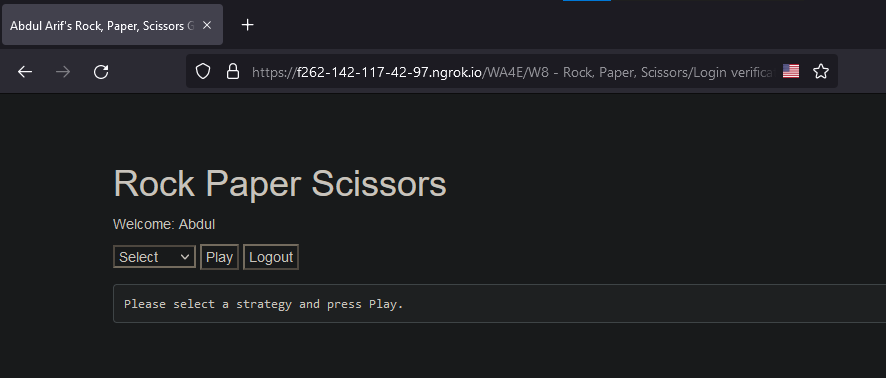 Abdul Arif's Rock, Paper, Scissors G
https://f262-142-117-42-97.ngrok.io/WA4E/W8 - Rock, Paper, Scissors/Login verifica
Rock Paper Scissors
Welcome: Abdul
Select Play Logout
Please select a strategy and press Play.